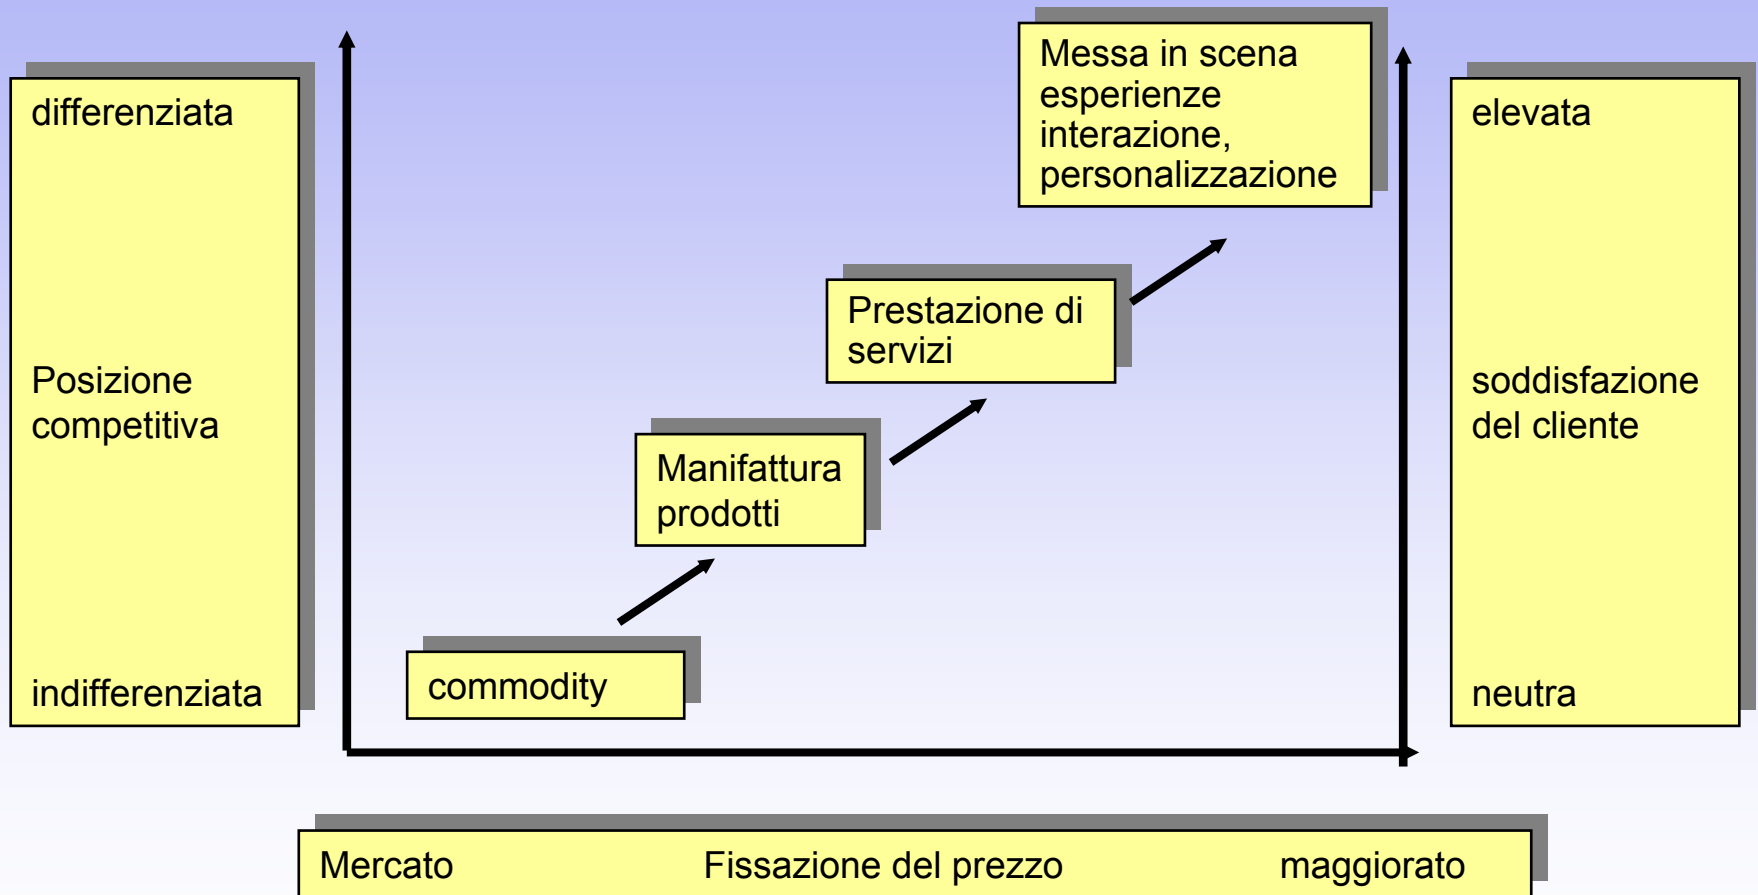 differenziata
Posizione
competitiva
indifferenziata
Messa in scena
esperienze
interazione,
personalizzazione
Prestazione di
servizi
Manifattura
prodotti
commodity
elevata
soddisfazione
del cliente
neutra
Mercato Fissazione del prezzo maggiorato